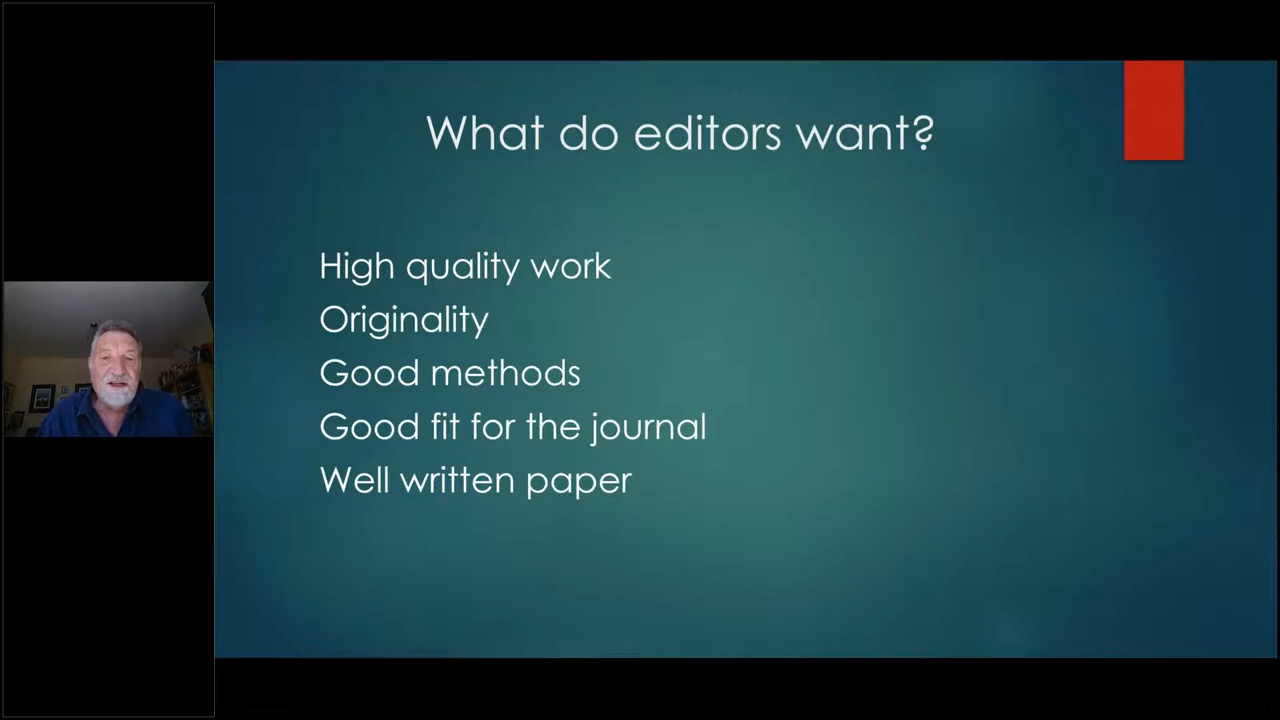 What do editors want?
High quality work
Originality
Good methods
Good fit for the journal
Well written paper